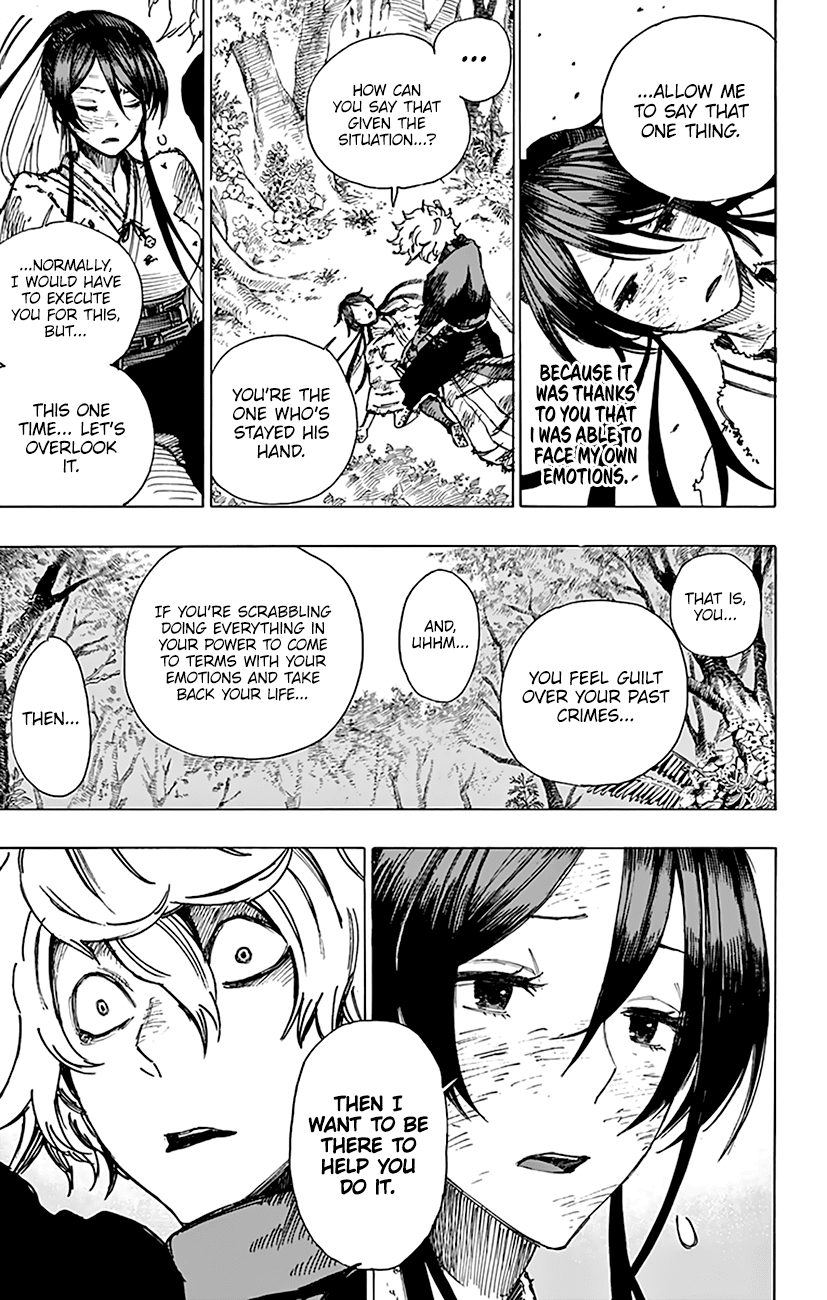 ...ALLOW ME
TO SAY THAT
ONE THING.
BECAUSE IT
WAS THANKS
TO YOU THAT
I WAS ABLE TO
FACE MY OWN
EMOTIONS.
...
HOW CAN
YOU SAY THAT
GIVEN THE
SITUATION...?
YOU'RE THE
ONE WHO'S
STAYED HIS
HAND.
...NORMALLY,
I WOULD HAVE
TO EXECUTE
YOU FOR THIS,
BUT...
THIS ONE
TIME... LET'S
OVERLOOK
IT.
THAT IS,
YOU...
YOU FEEL GUILT
OVER YOUR PAST
CRIMES...
AND,
UHHM...
IF YOU'RE SCRABBLING
DOING EVERYTHING IN
YOUR POWER TO COME
TO TERMS WITH YOUR
EMOTIONS AND TAKE
BACK YOUR LIFE...
THEN...
THEN I
WANT TO BE
THERE TO
HELP YOU
DO IT.